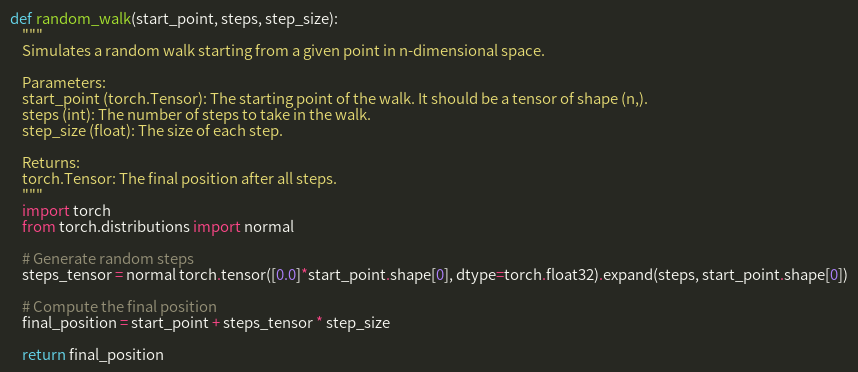 def random_walk(start_point, steps, step_size):
"""
Simulates a random walk starting from a given point in n-dimensional space.
Parameters:
start_point (torch.Tensor): The starting point of the walk. It should be a tensor of shape (n,).
steps (int): The number of steps to take in the walk.
step_size (float): The size of each step.
Returns:
torch.Tensor: The final position after all steps.
"""
import torch
from torch.distributions import normal
# Generate random steps
steps_tensor = normal torch.tensor([0.0]*start_point.shape[0], dtype=torch.float32).expand(steps, start_point.shape[0])
# Compute the final position
final_position = start_point + steps_tensor * step_size
return final_position